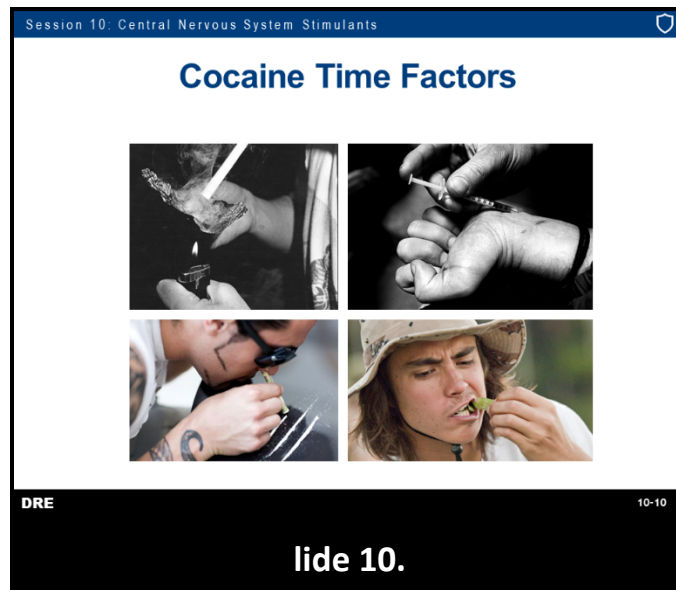 Session 10: Central Nervous System Stimulants
Cocaine Time Factors
DRE
10-10
lide 10.